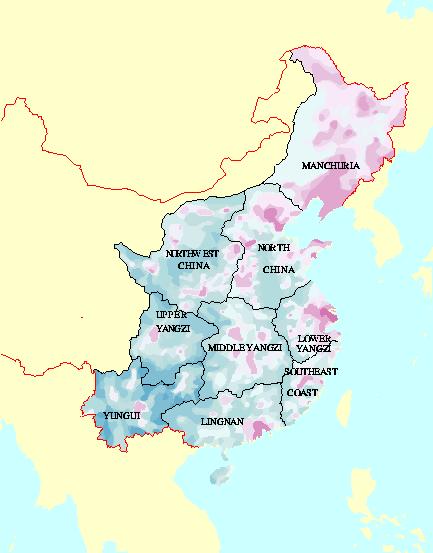 MANCHURIA
NORTHWEST
CHINA
NORTH
CHINA
UPPER
YANGZI
MIDDLE YANGZI
LOWER
YANGZI
SOUTHEAST
COAST
YUNGUI
LINGNAN